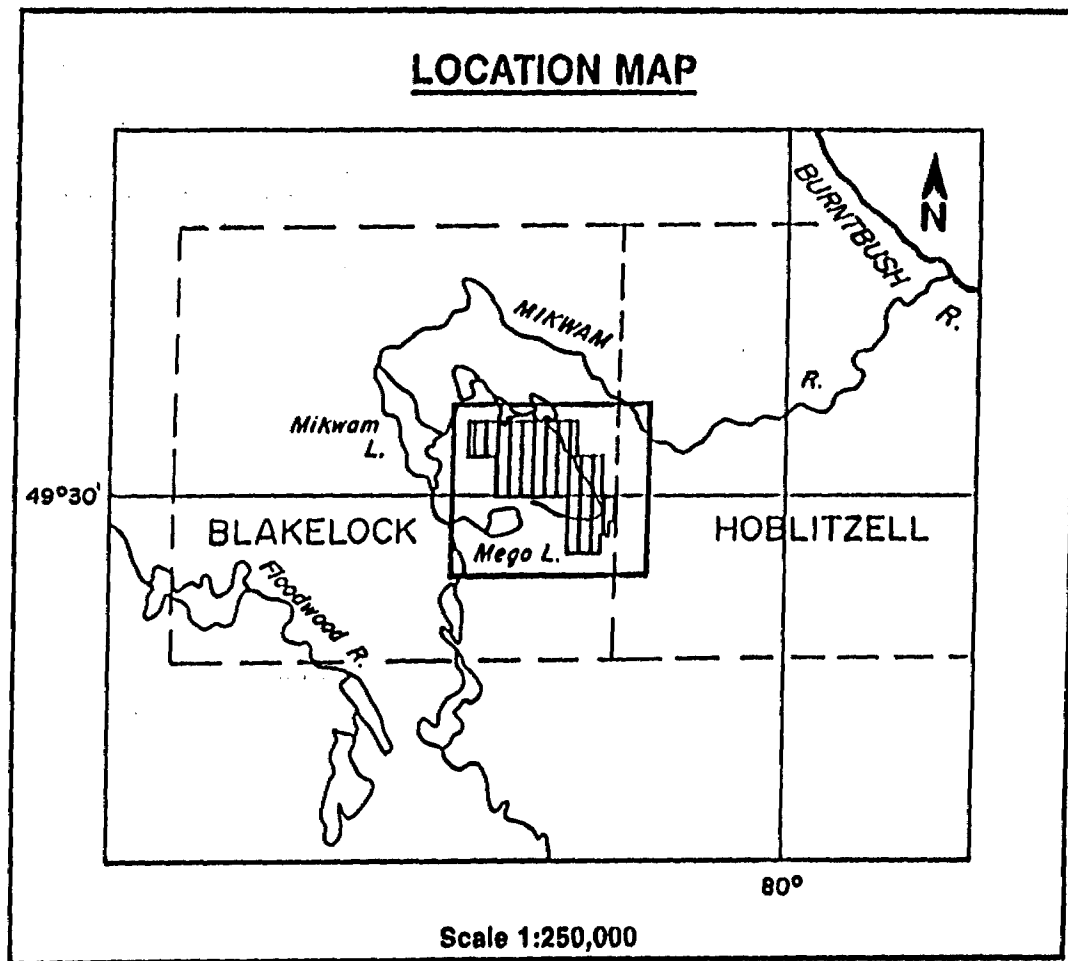 LOCATION MAP
N
BURNTBUSH
R.
MIKWAM
R.
Mikwam
L.
49°30'
BLAKELOCK
HOBLITZELL
Mego L.
Floodwood R.
80°
Scale 1:250,000